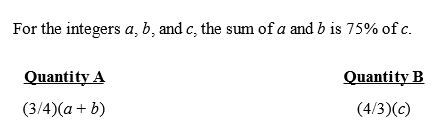 For the integers a, b, and c, the sum of a and b is 75% of c.
Quantity A Quantity B
(3/4)(a + b) (4/3)(c)